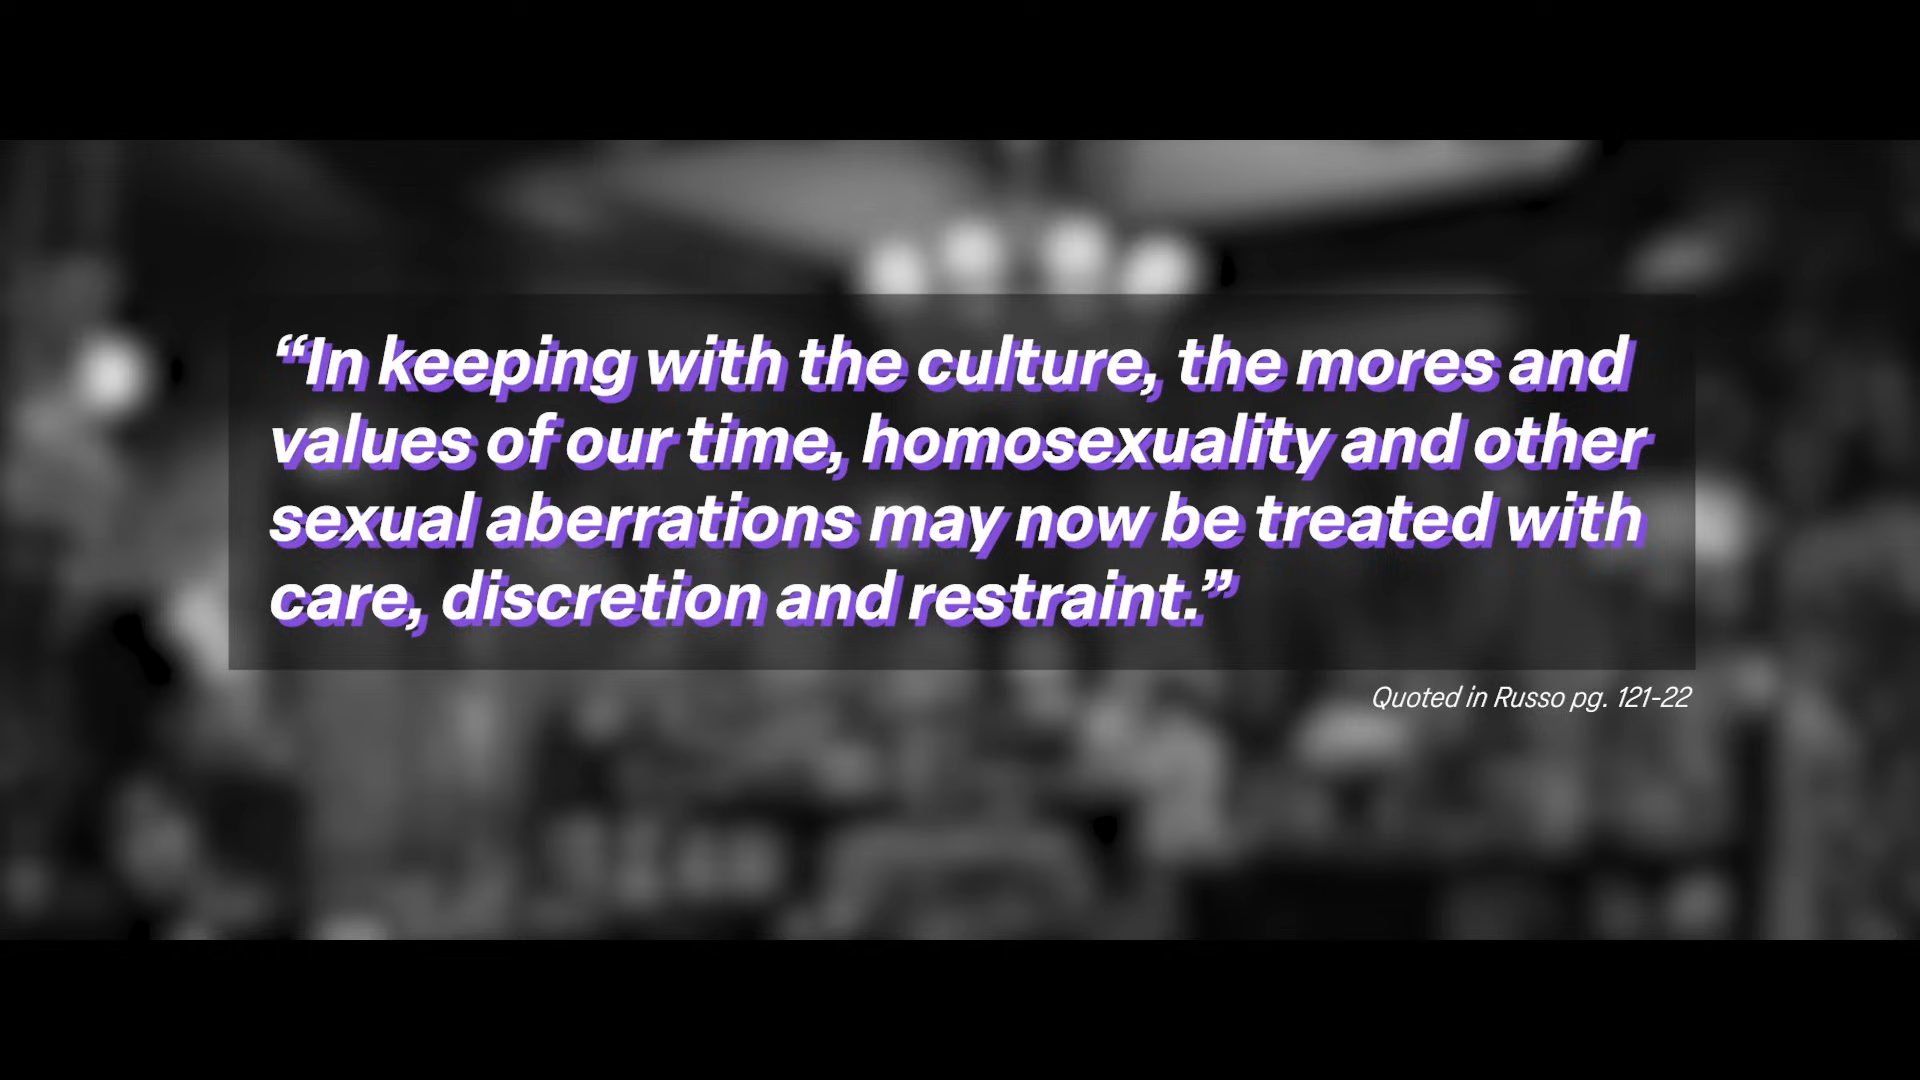 “In keeping with the culture, the mores and
values of our time, homosexuality and other
sexual aberrations may now be treated with
care, discretion and restraint.”
Quoted in Russo pg. 121-22